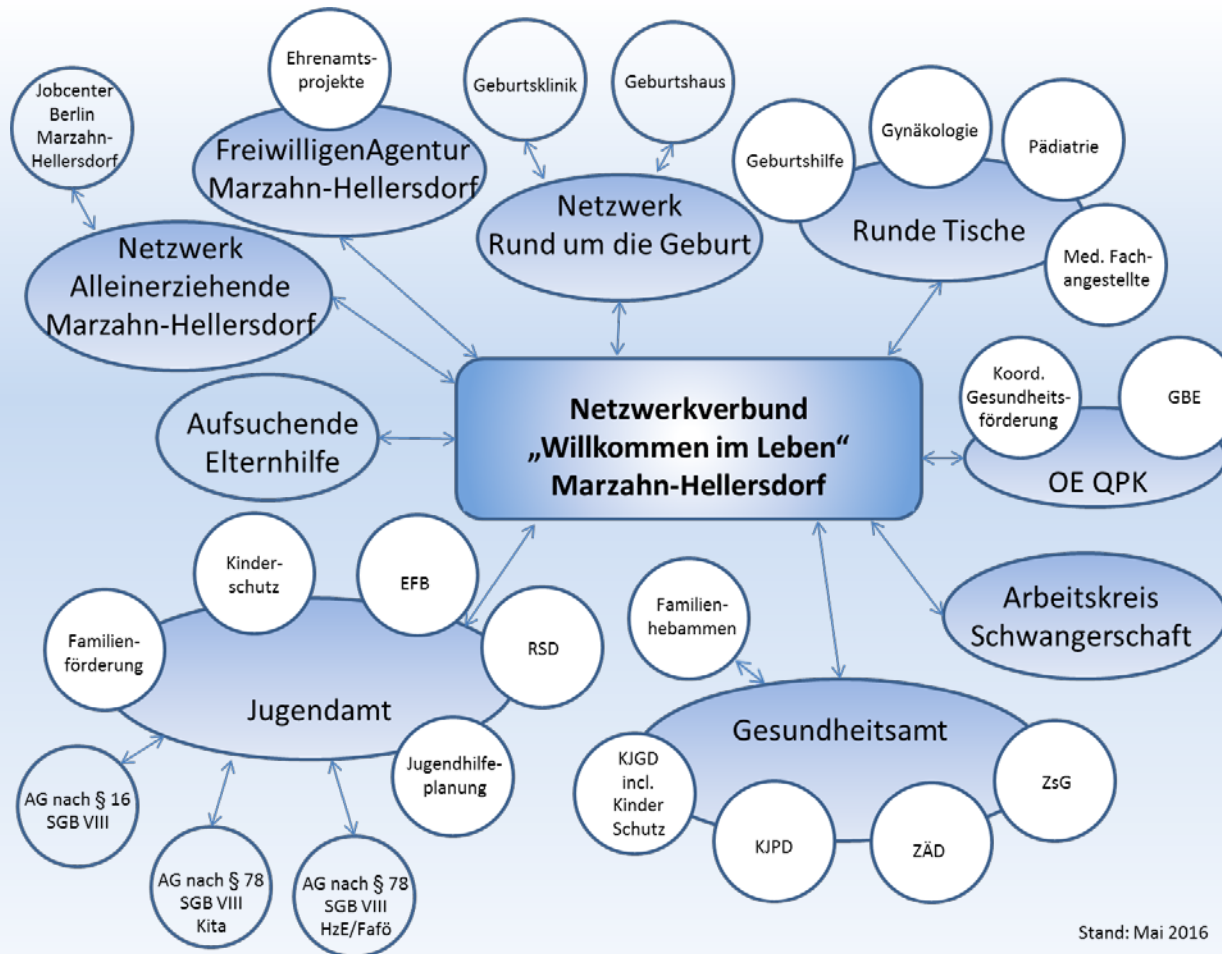 Ehrenamts-
projekte
Geburtsklinik
Geburtshaus
Jobcenter
Berlin
Marzahn-
Hellersdorf
FreiwilligenAgentur
Marzahn-Hellersdorf
Gynäkologie
Pädiatrie
Geburtshilfe
Netzwerk
Rund um die Geburt
Runde Tische
Med. Fach-
angestellte
Netzwerk
Alleinerziehende
Marzahn-Hellersdorf
Netzwerkverbund
„Willkommen im Leben“
Marzahn-Hellersdorf
Koord.
Gesundheits-
förderung
GBE
OE QPK
Aufsuchende
Elternhilfe
Kinder-
schutz
EFB
Familien-
förderung
RSD
Jugendamt
Jugendhilfe-
planung
AG nach § 16
SGB VIII
AG nach § 78
SGB VIII
Kita
AG nach § 78
SGB VIII
HzE/Fafö
Familien-
hebammen
Arbeitskreis
Schwangerschaft
Gesundheitsamt
KJGD
incl.
Kinder
Schutz
KJPD
ZÄD
ZsG
Stand: Mai 2016